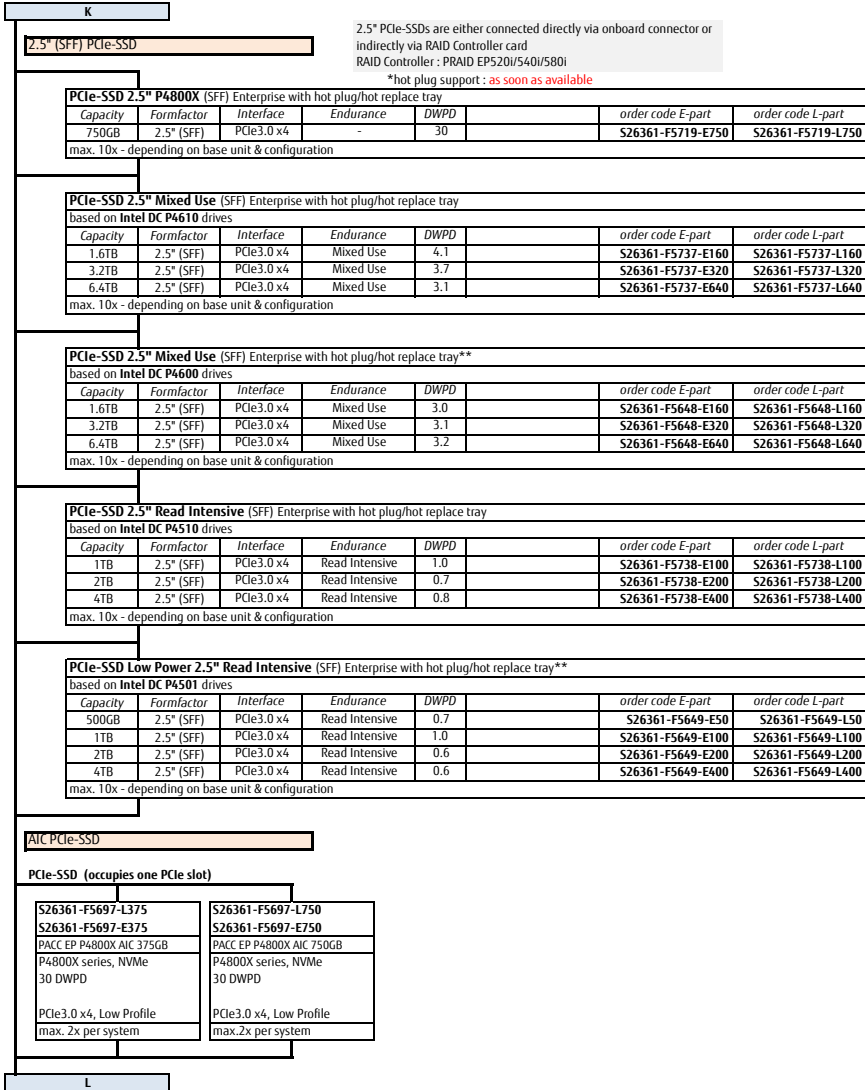 K
2.5" (SFF) PCIe-SSD
2.5" PCIe-SSDs are either connected directly via onboard connector or
indirectly via RAID Controller card
RAID Controller : PRAID EP520i/540i/580i
*hot plug support : as soon as available
PCIe-SSD 2.5" P4800X (SFF) Enterprise with hot plug/hot replace tray
Capacity Formfactor Interface Endurance DWPD order code E-part order code L-part
750GB 2.5" (SFF) PCIe3.0 x4 - 30 S26361-F5719-E750 S26361-F5719-L750
max. 10x - depending on base unit & configuration
PCIe-SSD 2.5" Mixed Use (SFF) Enterprise with hot plug/hot replace tray
based on Intel DC P4610 drives
Capacity Formfactor Interface Endurance DWPD order code E-part order code L-part
1.6TB 2.5" (SFF) PCIe3.0 x4 Mixed Use 4.1 S26361-F5737-E160 S26361-F5737-L160
3.2TB 2.5" (SFF) PCIe3.0 x4 Mixed Use 3.7 S26361-F5737-E320 S26361-F5737-L320
6.4TB 2.5" (SFF) PCIe3.0 x4 Mixed Use 3.1 S26361-F5737-E640 S26361-F5737-L640
max. 10x - depending on base unit & configuration
PCIe-SSD 2.5" Mixed Use (SFF) Enterprise with hot plug/hot replace tray**
based on Intel DC P4600 drives
Capacity Formfactor Interface Endurance DWPD order code E-part order code L-part
1.6TB 2.5" (SFF) PCIe3.0 x4 Mixed Use 3.0 S26361-F5648-E160 S26361-F5648-L160
3.2TB 2.5" (SFF) PCIe3.0 x4 Mixed Use 3.1 S26361-F5648-E320 S26361-F5648-L320
6.4TB 2.5" (SFF) PCIe3.0 x4 Mixed Use 3.2 S26361-F5648-E640 S26361-F5648-L640
max. 10x - depending on base unit & configuration
PCIe-SSD 2.5" Read Intensive (SFF) Enterprise with hot plug/hot replace tray
based on Intel DC P4510 drives
Capacity Formfactor Interface Endurance DWPD order code E-part order code L-part
1TB 2.5" (SFF) PCIe3.0 x4 Read Intensive 1.0 S26361-F5738-E100 S26361-F5738-L100
2TB 2.5" (SFF) PCIe3.0 x4 Read Intensive 0.7 S26361-F5738-E200 S26361-F5738-L200
4TB 2.5" (SFF) PCIe3.0 x4 Read Intensive 0.8 S26361-F5738-E400 S26361-F5738-L400
max. 10x - depending on base unit & configuration
PCIe-SSD Low Power 2.5" Read Intensive (SFF) Enterprise with hot plug/hot replace tray**
based on Intel DC P4501 drives
Capacity Formfactor Interface Endurance DWPD order code E-part order code L-part
500GB 2.5" (SFF) PCIe3.0 x4 Read Intensive 0.7 S26361-F5649-E50 S26361-F5649-L50
1TB 2.5" (SFF) PCIe3.0 x4 Read Intensive 1.0 S26361-F5649-E100 S26361-F5649-L100
2TB 2.5" (SFF) PCIe3.0 x4 Read Intensive 0.6 S26361-F5649-E200 S26361-F5649-L200
4TB 2.5" (SFF) PCIe3.0 x4 Read Intensive 0.6 S26361-F5649-E400 S26361-F5649-L400
max. 10x - depending on base unit & configuration
AIC PCIe-SSD
PCIe-SSD (occupies one PCIe slot)
S26361-F5697-L375 S26361-F5697-L750
S26361-F5697-E375 S26361-F5697-E750
PACC EP P4800X AIC 375GB PACC EP P4800X AIC 750GB
P4800X series, NVMe P4800X series, NVMe
30 DWPD 30 DWPD
PCIe3.0 x4, Low Profile PCIe3.0 x4, Low Profile
max. 2x per system max.2x per system
L